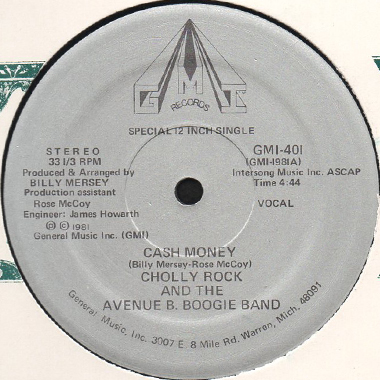 GMI
RECORDS
SPECIAL 12 INCH SINGLE
STEREO
33 1/3 RPM
Produced & Arranged by
BILLY MERSEY
Production assistant
Rose McCoy
Engineer: James Howarth
℗ © 1981
General Music Inc. (GMI)
GMI-401
(GMI-1981A)
Intersong Music Inc. ASCAP
Time 4:44
VOCAL
CASH MONEY
(Billy Mersey-Rose McCoy)
CHOLLY ROCK
AND THE
AVENUE B. BOOGIE BAND
General Music, Inc. 3007 E. 8 Mile Rd. Warren, Mich. 48091